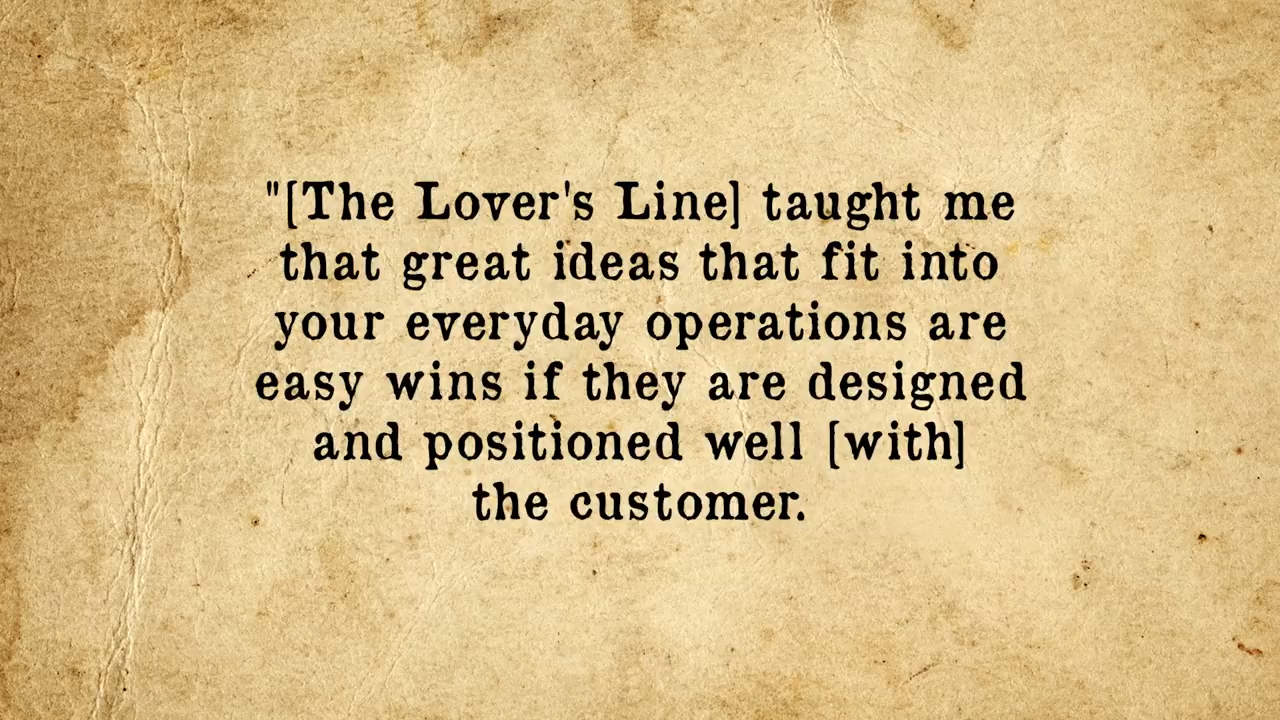 "[The Lover's Line] taught me
that great ideas that fit into
your everyday operations are
easy wins if they are designed
and positioned well [with]
the customer.